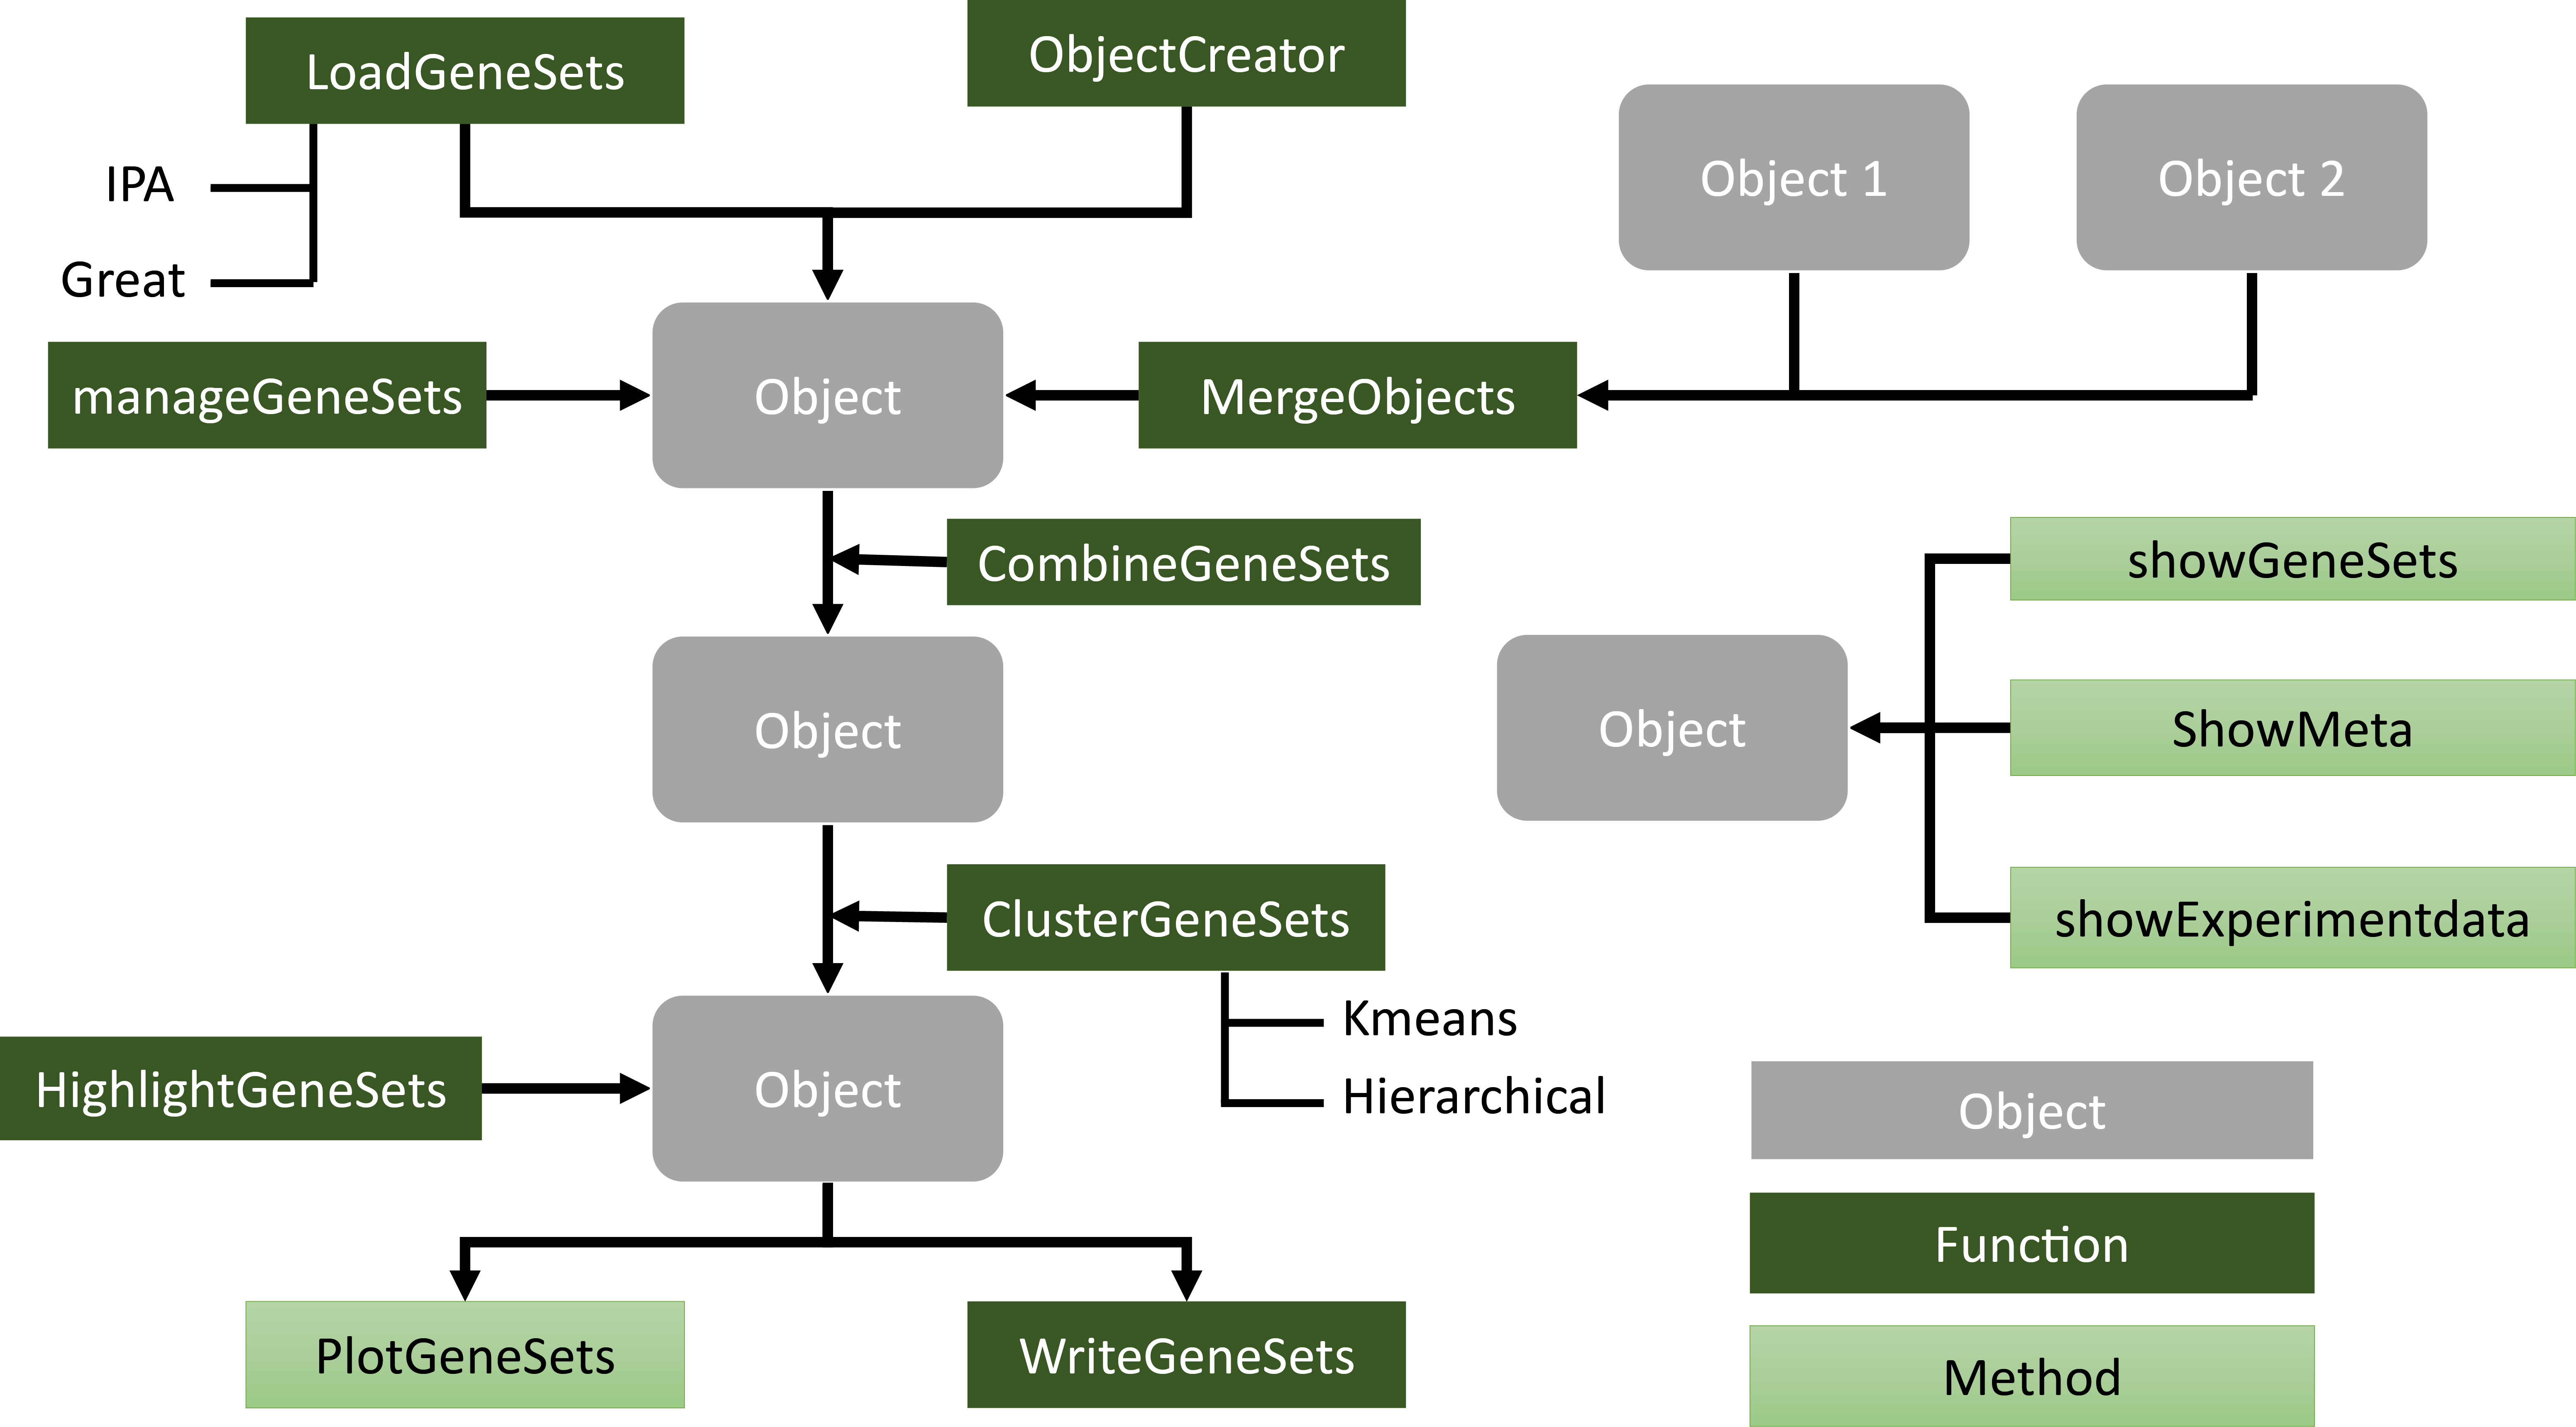 LoadGeneSets
ObjectCreator
IPA
Great
Object 1
Object 2
manageGeneSets
Object
MergeObjects
CombineGeneSets
showGeneSets
Object
Object
ShowMeta
ClusterGeneSets
showExperimentdata
Kmeans
Hierarchical
HighlightGeneSets
Object
Object
Function
PlotGeneSets
WriteGeneSets
Method